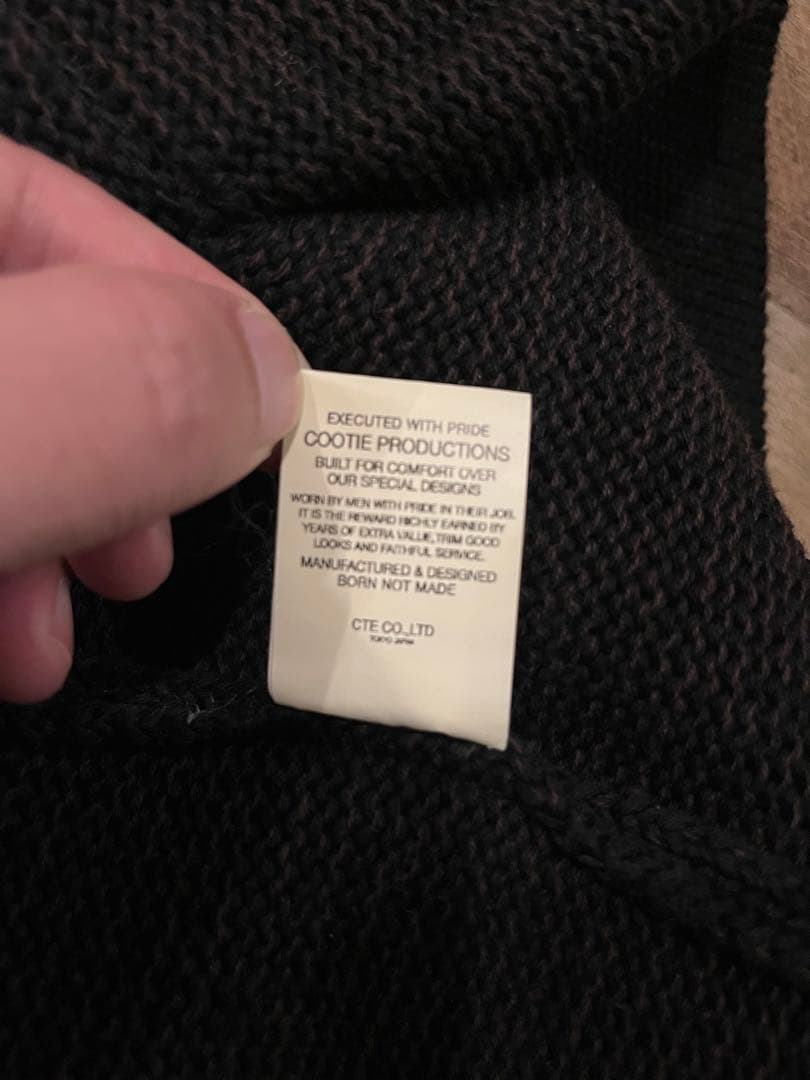 EXECUTED WITH PRIDE
COOTIE PRODUCTIONS
BUILT FOR COMFORT OVER
OUR SPECIAL DESIGNS
WORN BY MEN WITH PRIDE IN THEIR JOB.
IT IS THE REWARD RICHLY EARNED BY
YEARS OF EXTRA VALUE,TRIM GOOD
LOOKS AND FAITHFUL SERVICE.
MANUFACTURED & DESIGNED
BORN NOT MADE
CTE CO.,LTD
TOKYO JAPAN